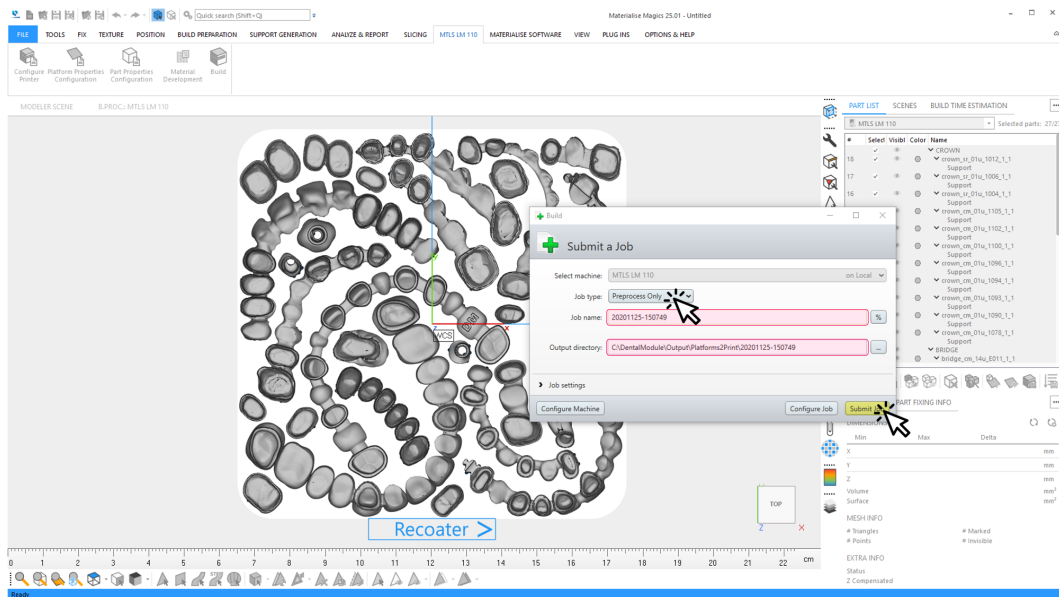 Quick search (Shift+Q)
Materialise Magics 25.01 - Untitled
FILE TOOLS FIX TEXTURE POSITION BUILD PREPARATION SUPPORT GENERATION ANALYZE & REPORT SLICING MTLS LM 110 MATERIALISE SOFTWARE VIEW PLUG INS OPTIONS & HELP
Configure Printer
Platform Properties Configuration
Part Properties Configuration
Material Development
Build
MODELER SCENE B.PROC.: MTLS LM 110
PART LIST SCENES BUILD TIME ESTIMATION
MTLS LM 110 Selected parts: 27/27
# Select Visibl Color Name
CROWN
18 crown_sr_01u_1012_1_1
Support
17 crown_sr_01u_1006_1_1
Support
16 crown_sr_01u_1004_1_1
Support
crown_cm_01u_1105_1_1
Support
crown_cm_01u_1102_1_1
Support
crown_cm_01u_1100_1_1
Support
crown_cm_01u_1096_1_1
Support
crown_cm_01u_1094_1_1
Support
crown_cm_01u_1093_1_1
Support
crown_cm_01u_1090_1_1
Support
crown_cm_01u_1078_1_1
Support
BRIDGE
bridge_cm_14u_E011_1_1
Build
Submit a Job
Select machine: MTLS LM 110 on Local
Job type: Preprocess Only
Job name: 20201125-150749 %
Output directory: C:\DentalModule\Output\Platforms2Print\20201125-150749 ...
Job settings
Configure Machine Configure Job Submit
PART FIXING INFO
DIMENSIONS
Min Max Delta
X mm
Y mm
Z mm
Volume mm³
Surface mm²
MESH INFO
# Triangles # Marked
# Points # Invisible
EXTRA INFO
Status
Z Compensated
y
z WCS x
DM
TOP
Z X
Recoater >
0 1 2 3 4 5 6 7 8 9 10 11 12 13 14 15 16 17 18 19 20 21 22 cm
Ready